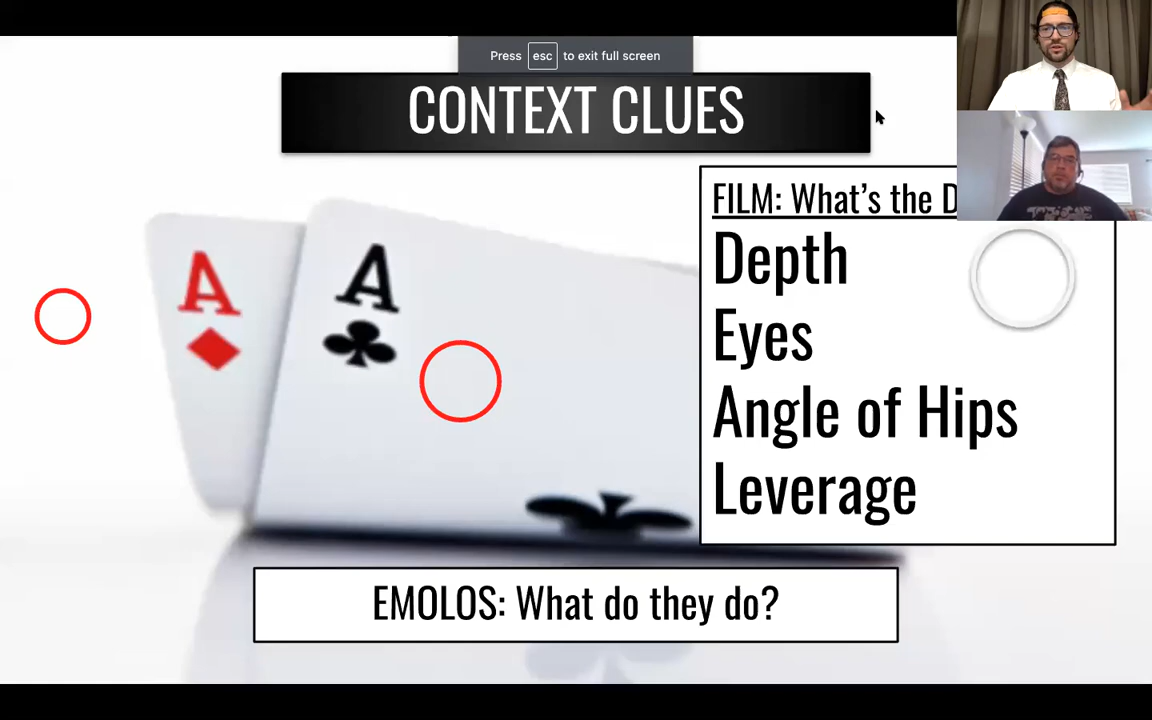 Press esc to exit full screen
CONTEXT CLUES
FILM: What's the
Depth
Eyes
Angle of Hips
Leverage
A
A
EMOLOS: What do they do?